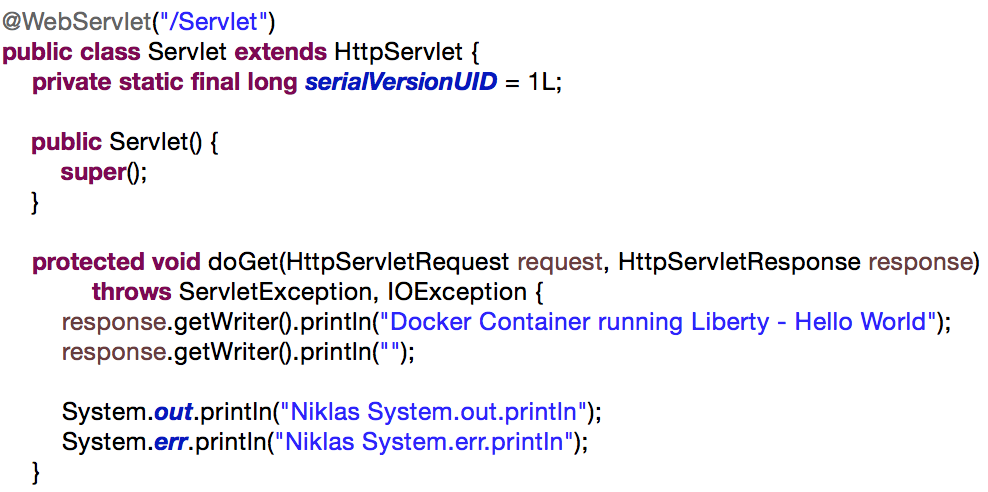 @WebServlet("/Servlet")
public class Servlet extends HttpServlet {
private static final long serialVersionUID = 1L;
public Servlet() {
super();
}
protected void doGet(HttpServletRequest request, HttpServletResponse response)
throws ServletException, IOException {
response.getWriter().println("Docker Container running Liberty - Hello World");
response.getWriter().println("");
System.out.println("Niklas System.out.println");
System.err.println("Niklas System.err.println");
}